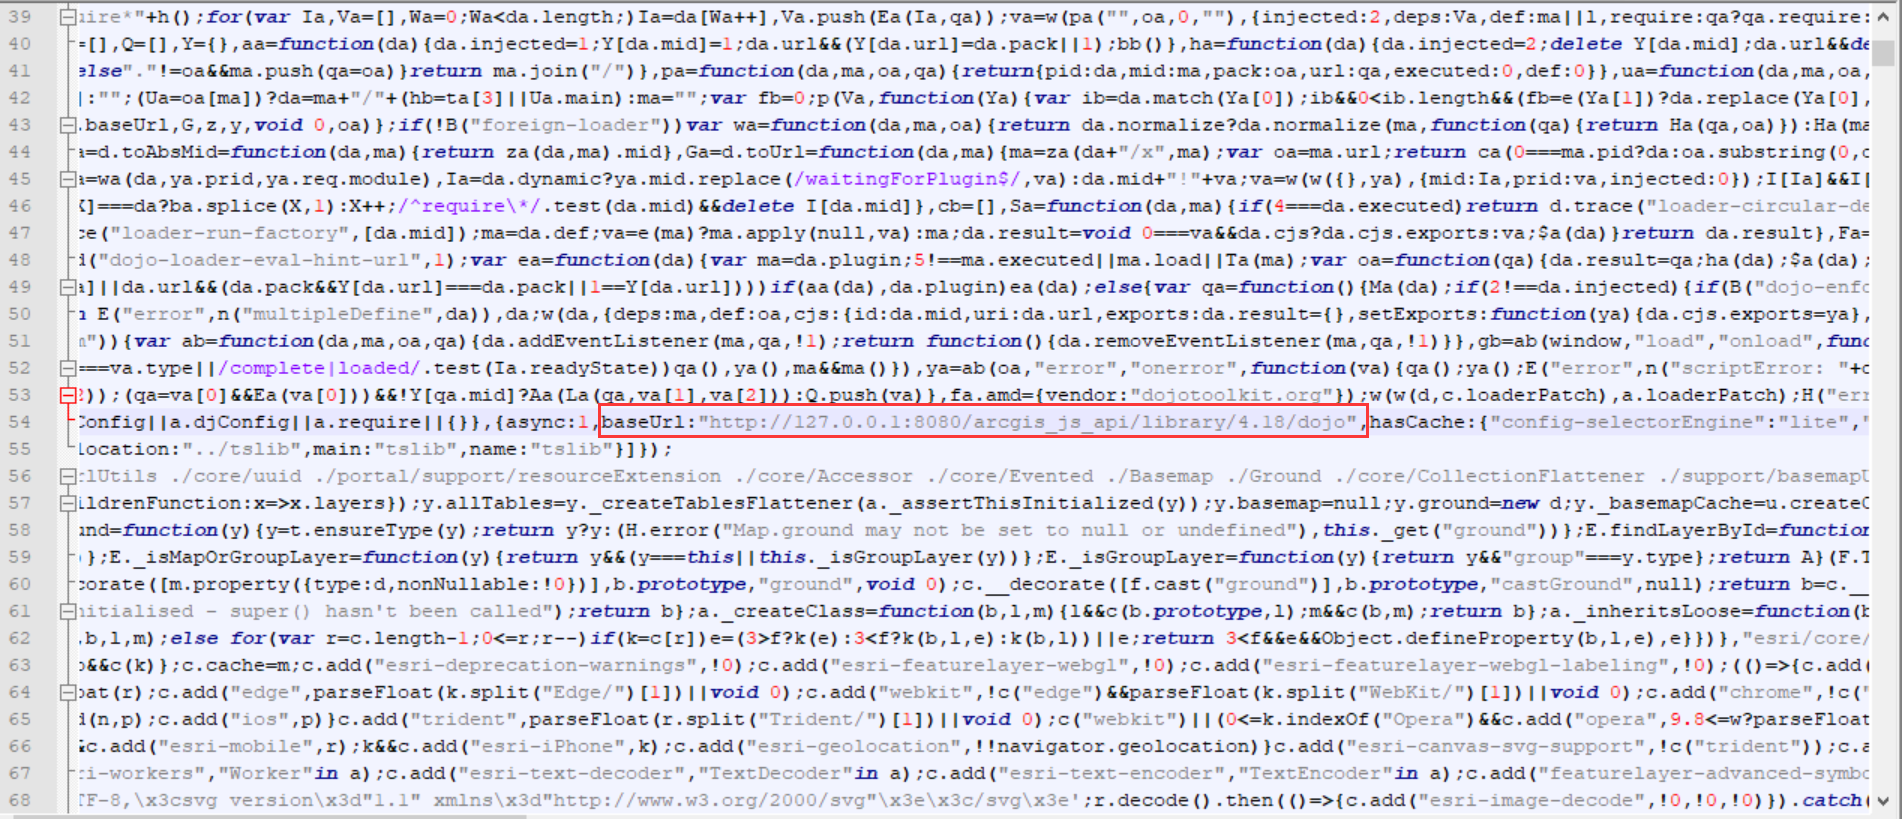 39 uire*"+h();for(var Ia,Va=[],Wa=0;Wa<da.length;)Ia=da[Wa++],Va.push(Ea(Ia,qa));va=w(pa("",oa,0,""),{injected:2,deps:Va,def:ma||l,require:qa?qa.require:
40 =[],Q=[],Y={},aa=function(da){da.injected=1;Y[da.mid]=1;da.url&&(Y[da.url]=da.pack||1);bb()},ha=function(da){da.injected=2;delete Y[da.mid];da.url&&de
41 else"."!=oa&&ma.push(qa=oa)}return ma.join("/")},pa=function(da,ma,oa,qa){return{pid:da,mid:ma,pack:oa,url:qa,executed:0,def:0}},ua=function(da,ma,oa,
42 |:"";(Ua=oa[ma])?da=ma+"/"+(hb=ta[3]||Ua.main):ma="";var fb=0;p(Va,function(Ya){var ib=da.match(Ya[0]);ib&&0<ib.length&&(fb=e(Ya[1])?da.replace(Ya[0],
43 .baseUrl,G,z,y,void 0,oa)};if(!B("foreign-loader"))var wa=function(da,ma,oa){return da.normalize?da.normalize(ma,function(qa){return Ha(qa,oa)}):Ha(ma
44 a=d.toAbsMid=function(da,ma){return za(da,ma).mid},Ga=d.toUrl=function(da,ma){ma=za(da+"/x",ma);var oa=ma.url;return ca(0===ma.pid?da:oa.substring(0,c
45 a=wa(da,ya.prid,ya.req.module),Ia=da.dynamic?ya.mid.replace(/waitingForPlugin$/,va):da.mid+"!"+va;va=w(w({},ya),{mid:Ia,prid:va,injected:0});I[Ia]&&I[
46 X]===da?ba.splice(X,1):X++;/^require\*/.test(da.mid)&&delete I[da.mid]},cb=[],Sa=function(da,ma){if(4===da.executed)return d.trace("loader-circular-de
47 ce("loader-run-factory",[da.mid]);ma=da.def;va=e(ma)?ma.apply(null,va):ma;da.result=void 0===va&&da.cjs?da.cjs.exports:va;$a(da)}return da.result},Fa=
48 d("dojo-loader-eval-hint-url",1);var ea=function(da){var ma=da.plugin;5!==ma.executed||ma.load||Ta(ma);var oa=function(qa){da.result=qa;ha(da);$a(da);
49 a]||da.url&&(da.pack&&Y[da.url]===da.pack||1==Y[da.url])))if(aa(da),da.plugin)ea(da);else{var qa=function(){Ma(da);if(2!==da.injected){if(B("dojo-enfc
50 n E("error",n("multipleDefine",da)),da;w(da,{deps:ma,def:oa,cjs:{id:da.mid,uri:da.url,exports:da.result={},setExports:function(ya){da.cjs.exports=ya},
51 m")){var ab=function(da,ma,oa,qa){da.addEventListener(ma,qa,!1);return function(){da.removeEventListener(ma,qa,!1)}},gb=ab(window,"load","onload",func
52 ===va.type||/complete|loaded/.test(Ia.readyState))qa(),ya(),ma&&ma()}),ya=ab(oa,"error","onerror",function(va){qa();ya();E("error",n("scriptError: "+c
53 2));(qa=va[0]&&Ea(va[0]))&&!Y[qa.mid]?Aa(La(qa,va[1],va[2])):Q.push(va)},fa.amd={vendor:"dojotoolkit.org"});w(w(d,c.loaderPatch),a.loaderPatch);H("err
54 Config||a.djConfig||a.require||{}},{async:1,baseUrl:"http://127.0.0.1:8080/arcgis_js_api/library/4.18/dojo",hasCache:{"config-selectorEngine":"lite","
55 location:"../tslib",main:"tslib",name:"tslib"}]});
56 rlUtils ./core/uuid ./portal/support/resourceExtension ./core/Accessor ./core/Evented ./Basemap ./Ground ./core/CollectionFlattener ./support/basemapU
57 ildrenFunction:x=>x.layers});y.allTables=y._createTablesFlattener(a._assertThisInitialized(y));y.basemap=null;y.ground=new d;y._basemapCache=u.createC
58 und=function(y){y=t.ensureType(y);return y?y:(H.error("Map.ground may not be set to null or undefined"),this._get("ground"))};E.findLayerById=function
59 )};E._isMapOrGroupLayer=function(y){return y&&(y===this||this._isGroupLayer(y))};E._isGroupLayer=function(y){return y&&"group"===y.type};return A}(F.T
60 corate([m.property({type:d,nonNullable:!0})],b.prototype,"ground",void 0);c.__decorate([f.cast("ground")],b.prototype,"castGround",null);return b=c.__
61 nitialised – super() hasn't been called");return b};a._createClass=function(b,l,m){l&&c(b.prototype,l);m&&c(b,m);return b};a._inheritsLoose=function(b
62 ,b,l,m);else for(var r=c.length-1;0<=r;r--)if(k=c[r])e=(3>f?k(e):3<f?k(b,l,e):k(b,l))||e;return 3<f&&e&&Object.defineProperty(b,l,e),e}})},"esri/core/
63 o&&c(k)};c.cache=m;c.add("esri-deprecation-warnings",!0);c.add("esri-featurelayer-webgl",!0);c.add("esri-featurelayer-webgl-labeling",!0);(()=>{c.add(
64 oat(r);c.add("edge",parseFloat(k.split("Edge/")[1])||void 0);c.add("webkit",!c("edge")&&parseFloat(k.split("WebKit/")[1])||void 0);c.add("chrome",!c("
65 d(n,p);c.add("ios",p)}c.add("trident",parseFloat(r.split("Trident/")[1])||void 0);c("webkit")||(0<=k.indexOf("Opera")&&c.add("opera",9.8<=w?parseFloat
66 &c.add("esri-mobile",r);k&&c.add("esri-iPhone",k);c.add("esri-geolocation",!!navigator.geolocation)}c.add("esri-canvas-svg-support",!c("trident"));c.a
67 ri-workers","Worker"in a);c.add("esri-text-decoder","TextDecoder"in a);c.add("esri-text-encoder","TextEncoder"in a);c.add("featurelayer-advanced-symbo
68 TF-8,\x3csvg version\x3d"1.1" xmlns\x3d"http://www.w3.org/2000/svg"\x3e\x3c/svg\x3e';r.decode().then(()=>{c.add("esri-image-decode",!0,!0,!0)}).catch(